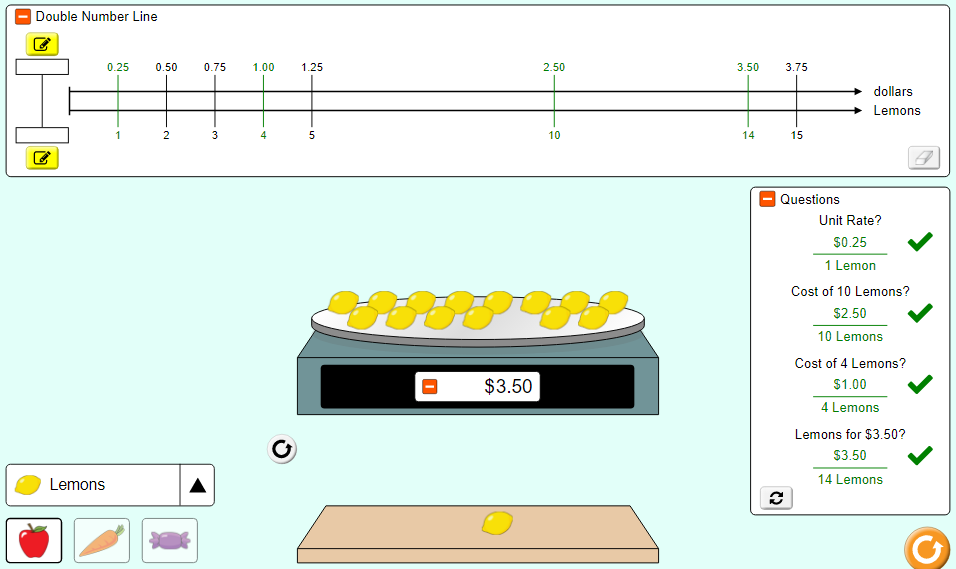 Double Number Line
0.25 0.50 0.75 1.00 1.25 2.50 3.50 3.75
dollars
Lemons
1 2 3 4 5 10 14 15
Questions
Unit Rate?
$0.25
1 Lemon
Cost of 10 Lemons?
$2.50
10 Lemons
Cost of 4 Lemons?
$1.00
4 Lemons
Lemons for $3.50?
$3.50
14 Lemons
$3.50
Lemons